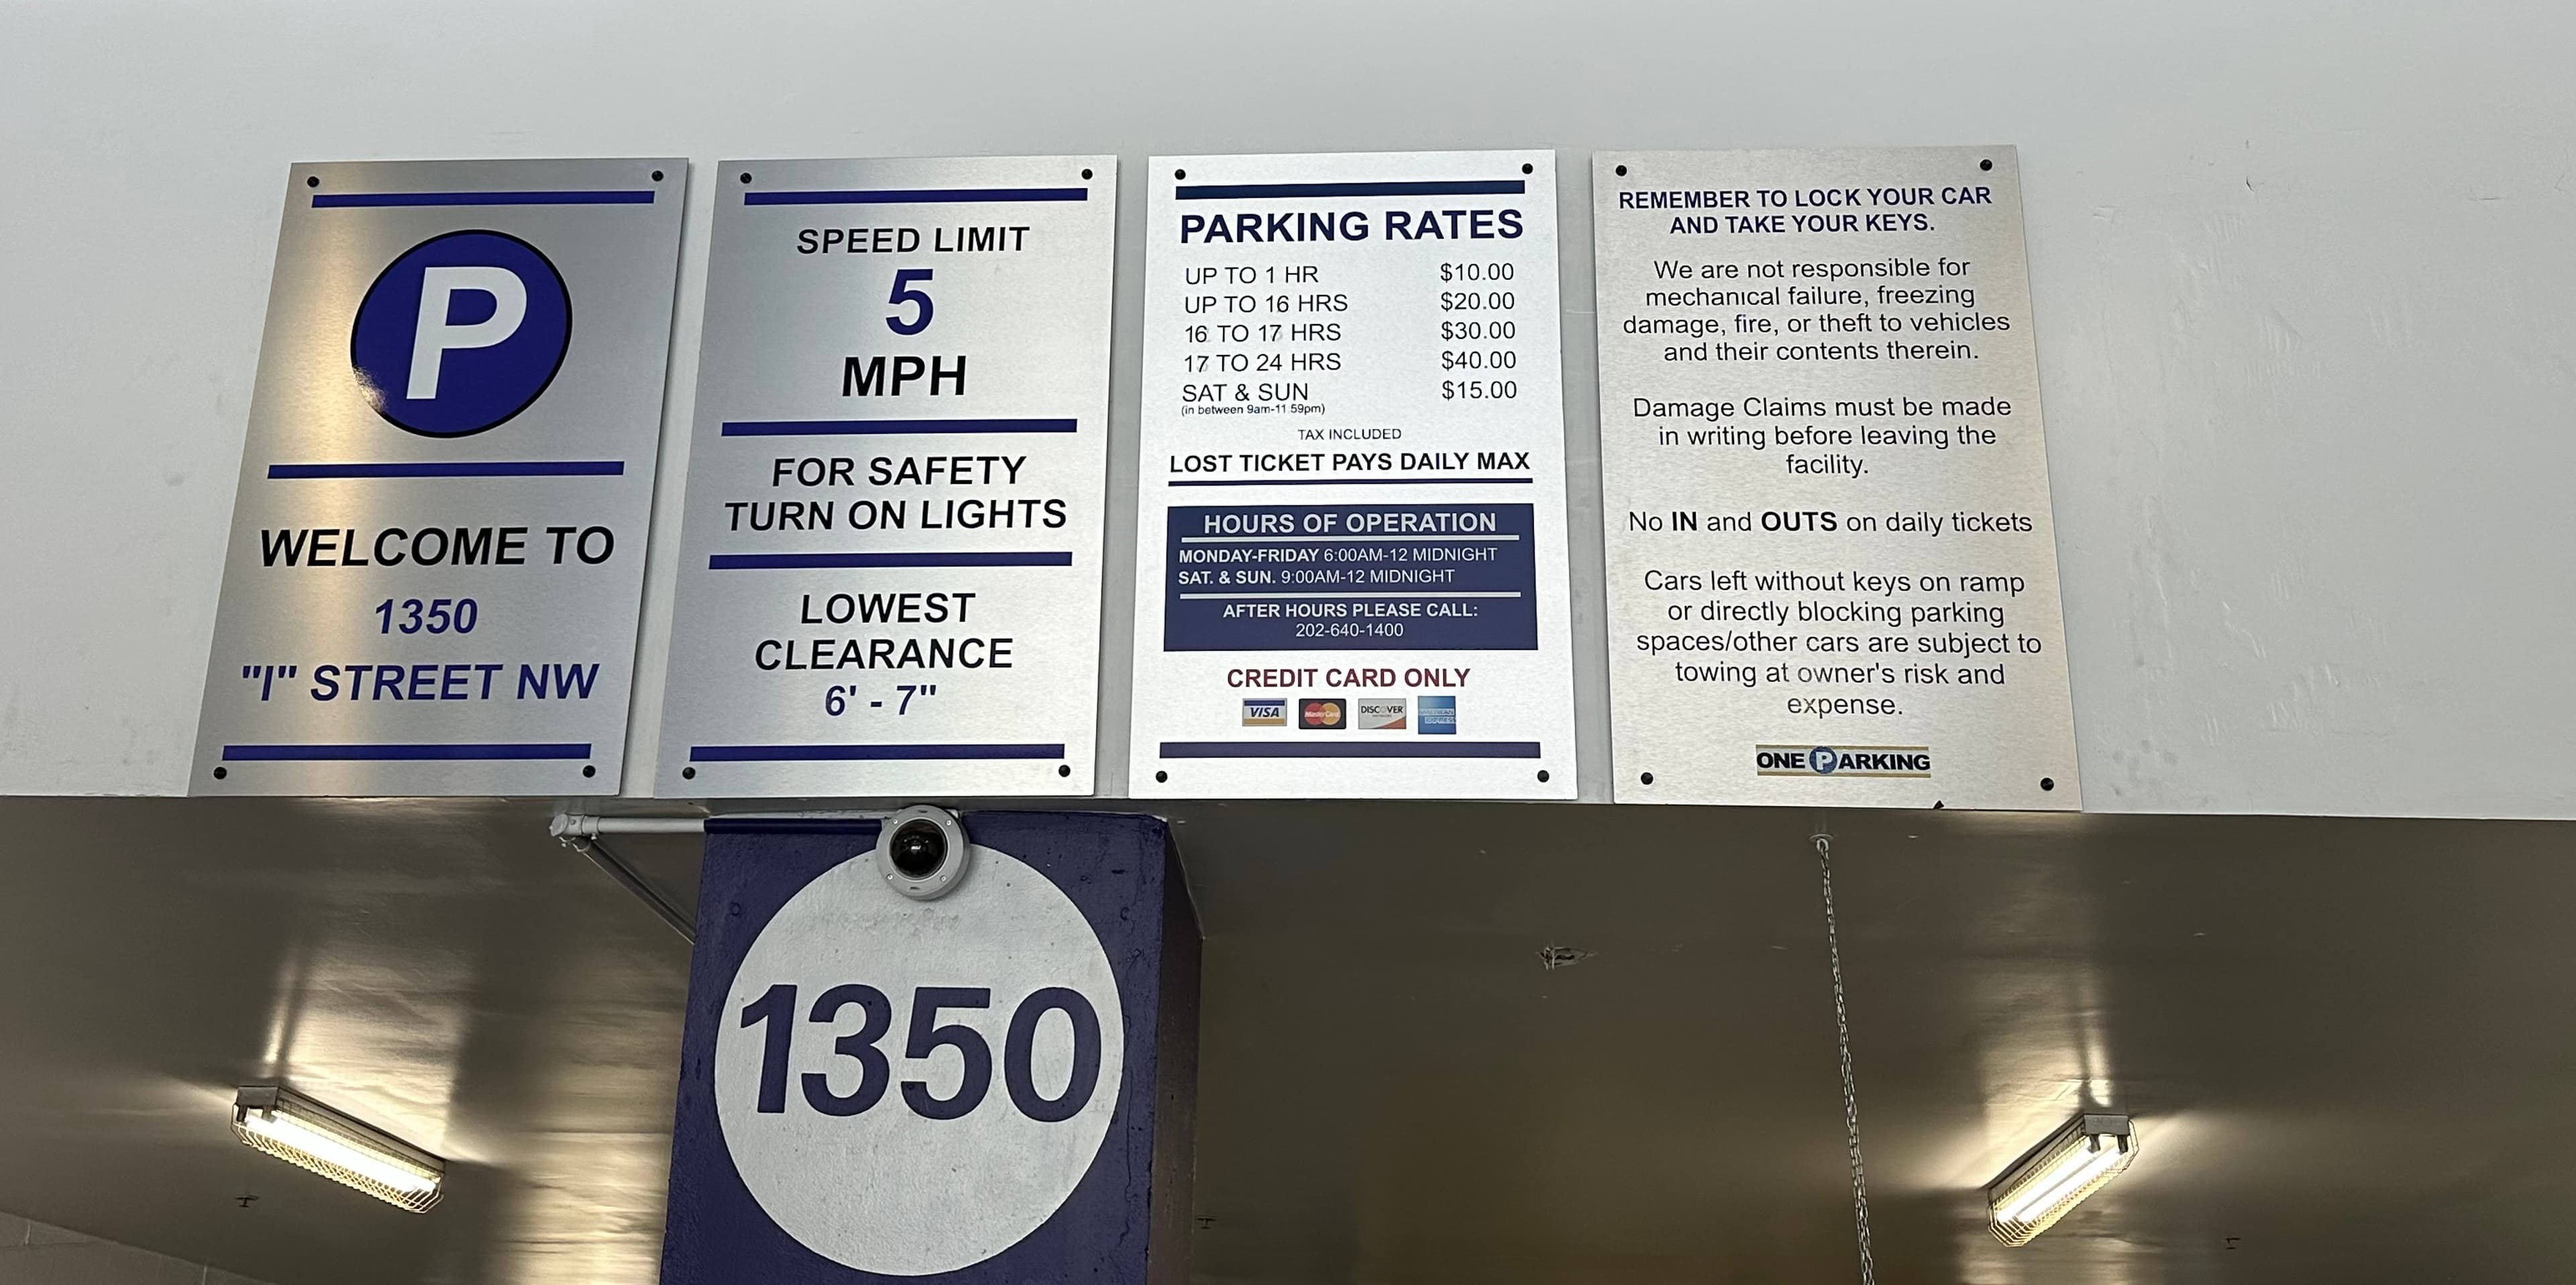 P
WELCOME TO
1350
"I" STREET NW
SPEED LIMIT
5
MPH
FOR SAFETY
TURN ON LIGHTS
LOWEST
CLEARANCE
6' - 7"
PARKING RATES
UP TO 1 HR $10.00
UP TO 16 HRS $20.00
16 TO 17 HRS $30.00
17 TO 24 HRS $40.00
SAT & SUN $15.00
(in between 9am-11:59pm)
TAX INCLUDED
LOST TICKET PAYS DAILY MAX
HOURS OF OPERATION
MONDAY-FRIDAY 6:00AM-12 MIDNIGHT
SAT. & SUN. 9:00AM-12 MIDNIGHT
AFTER HOURS PLEASE CALL:
202-640-1400
CREDIT CARD ONLY
VISA MasterCard DISCOVER AMERICAN EXPRESS
REMEMBER TO LOCK YOUR CAR
AND TAKE YOUR KEYS.
We are not responsible for
mechanical failure, freezing
damage, fire, or theft to vehicles
and their contents therein.
Damage Claims must be made
in writing before leaving the
facility.
No IN and OUTS on daily tickets
Cars left without keys on ramp
or directly blocking parking
spaces/other cars are subject to
towing at owner's risk and
expense.
ONE PARKING
1350